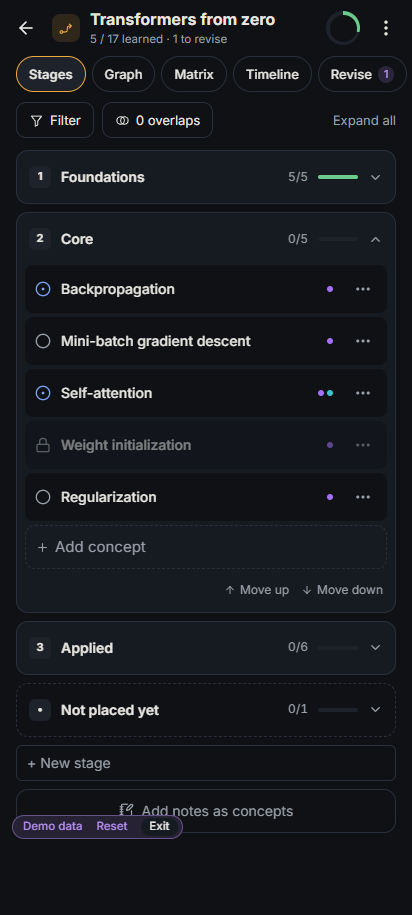 Transformers from zero
5 / 17 learned · 1 to revise
Stages
Graph
Matrix
Timeline
Revise 1
Filter
0 overlaps
Expand all
1 Foundations 5/5
2 Core 0/5
Backpropagation
Mini-batch gradient descent
Self-attention
Weight initialization
Regularization
+ Add concept
↑ Move up ↓ Move down
3 Applied 0/6
• Not placed yet 0/1
+ New stage
Add notes as concepts
Demo data Reset Exit